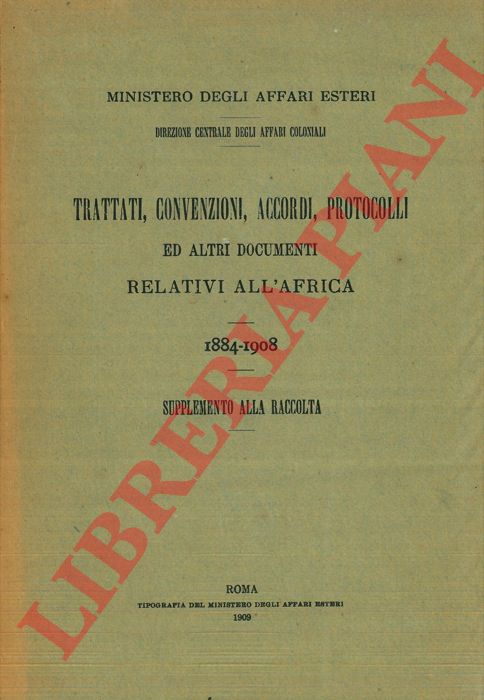 MINISTERO DEGLI AFFARI ESTERI
DIREZIONE CENTRALE DEGLI AFFARI COLONIALI
TRATTATI, CONVENZIONI, ACCORDI, PROTOCOLLI
ED ALTRI DOCUMENTI
RELATIVI ALL'AFRICA
1884-1908
SUPPLEMENTO ALLA RACCOLTA
ROMA
TIPOGRAFIA DEL MINISTERO DEGLI AFFARI ESTERI
1909
LIBRERIA PIANI